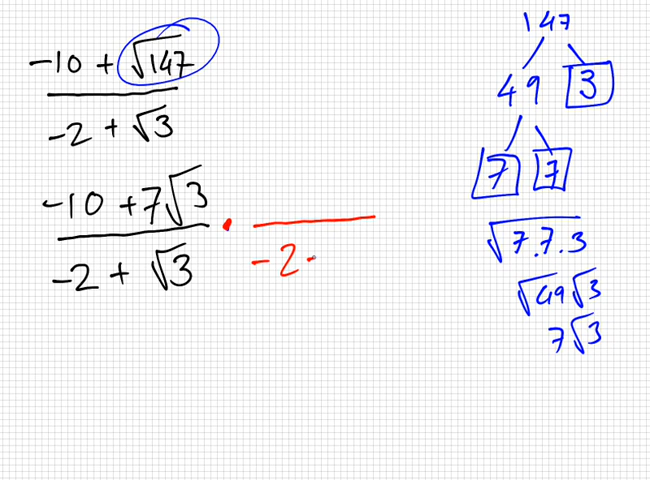 -10 + √147
-2 + √3
-10 + 7√3 ·
-2 + √3 -2 -
147
49 3
7 7
√7.7.3
√49√3
7√3